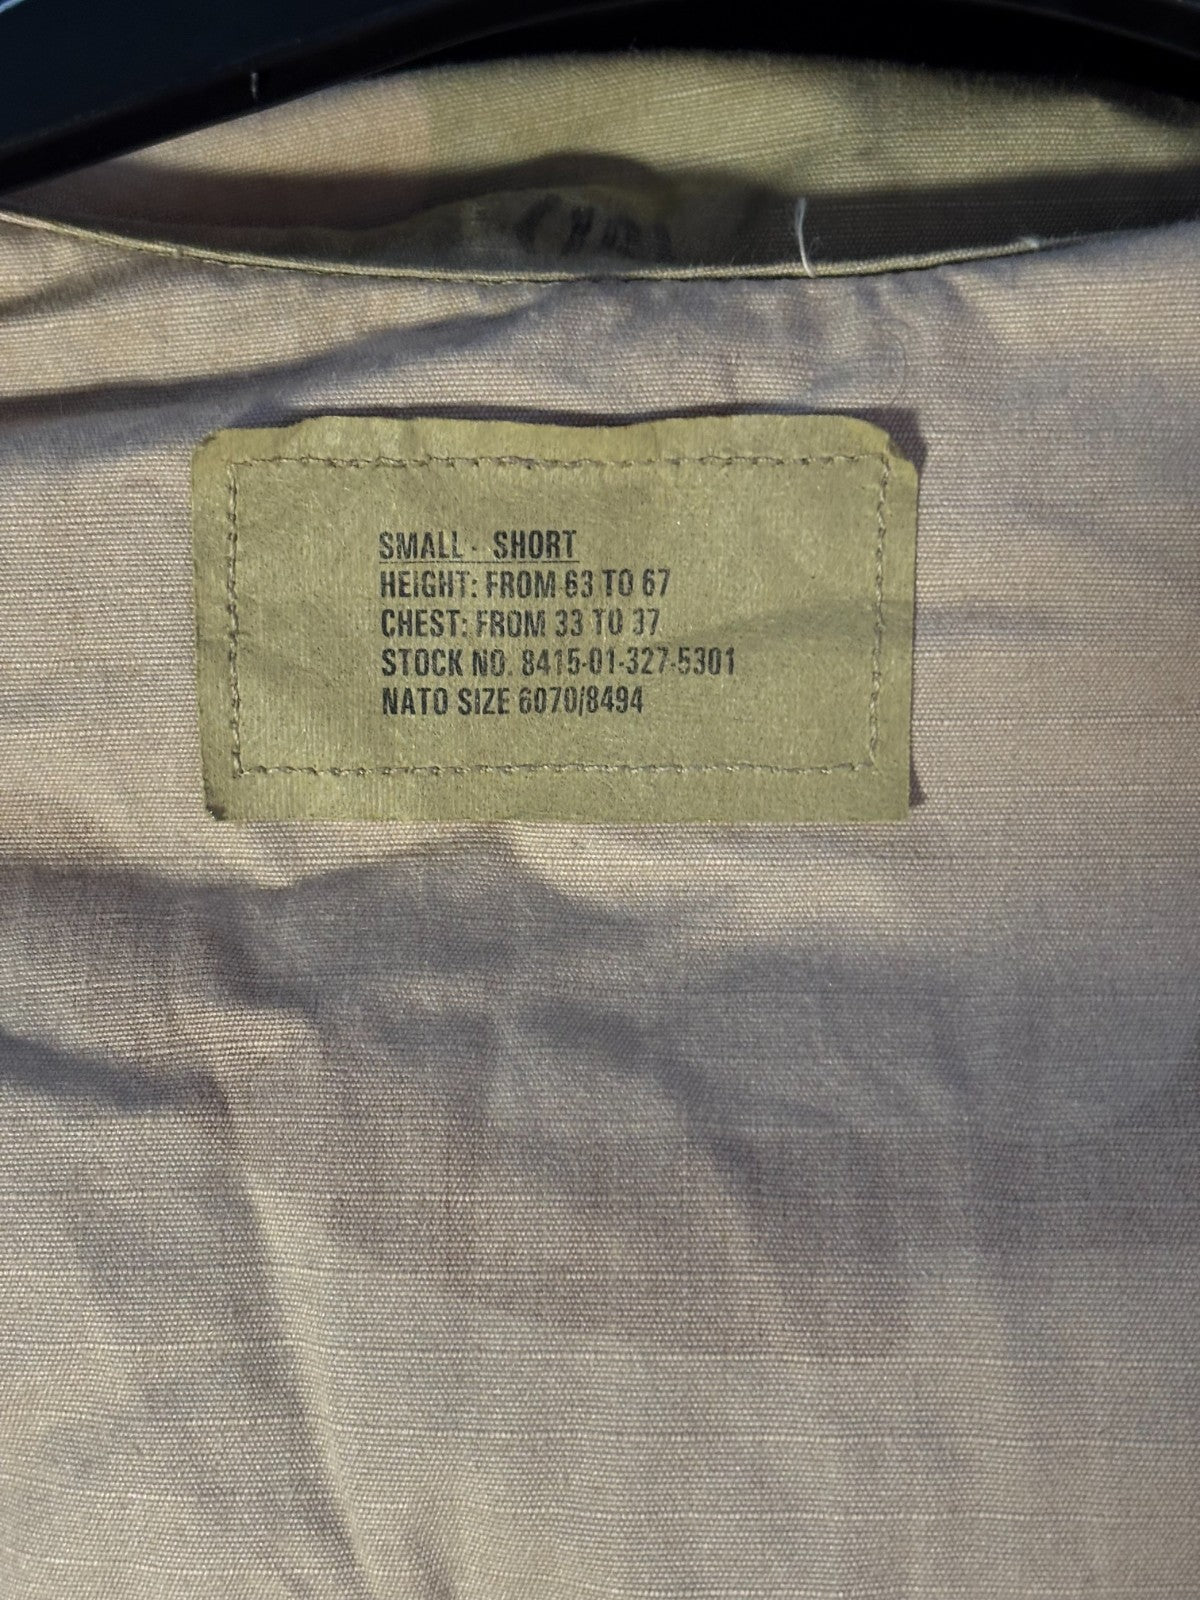 SMALL - SHORT
HEIGHT: FROM 63 TO 67
CHEST: FROM 33 TO 37
STOCK NO. 8415-01-327-5301
NATO SIZE 6070/8494